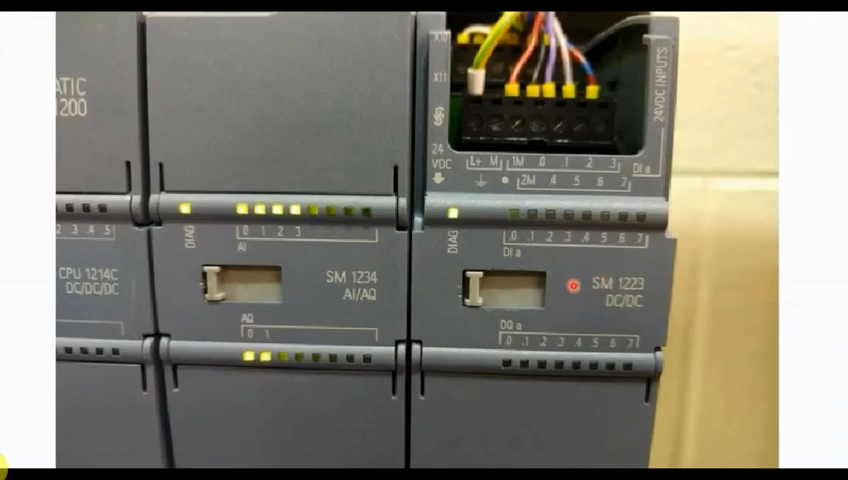 ATIC
1200
2 .3 .4 .5
CPU 1214C
DC/DC/DC
DIAG
0 1 2 3
AI
SM 1234
AI/AQ
AQ
0 1
X10
X11
24
VDC
L+ M 1M .0 .1 .2 .3
DI a
2M .4 .5 .6 .7
24VDC INPUTS
DIAG
.0 .1 .2 .3 .4 .5 .6 .7
DI a
SM 1223
DC/DC
DQ a
.0 .1 .2 .3 .4 .5 .6 .7